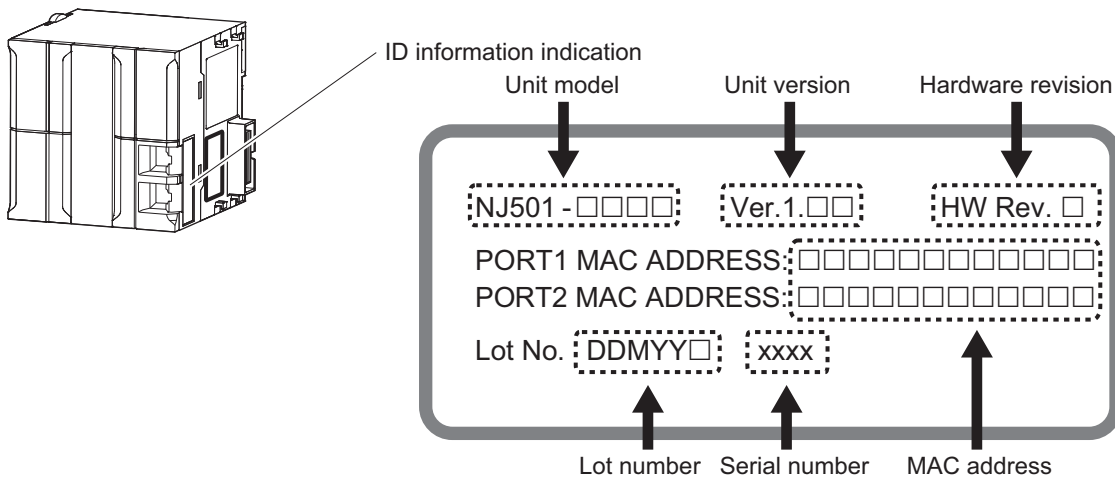 ID information indication
Unit model Unit version Hardware revision
NJ501-□□□□ Ver.1.□□ HW Rev. □
PORT1 MAC ADDRESS:□□□□□□□□□□□□
PORT2 MAC ADDRESS:□□□□□□□□□□□□
Lot No. DDMYY□ xxxx
Lot number Serial number MAC address